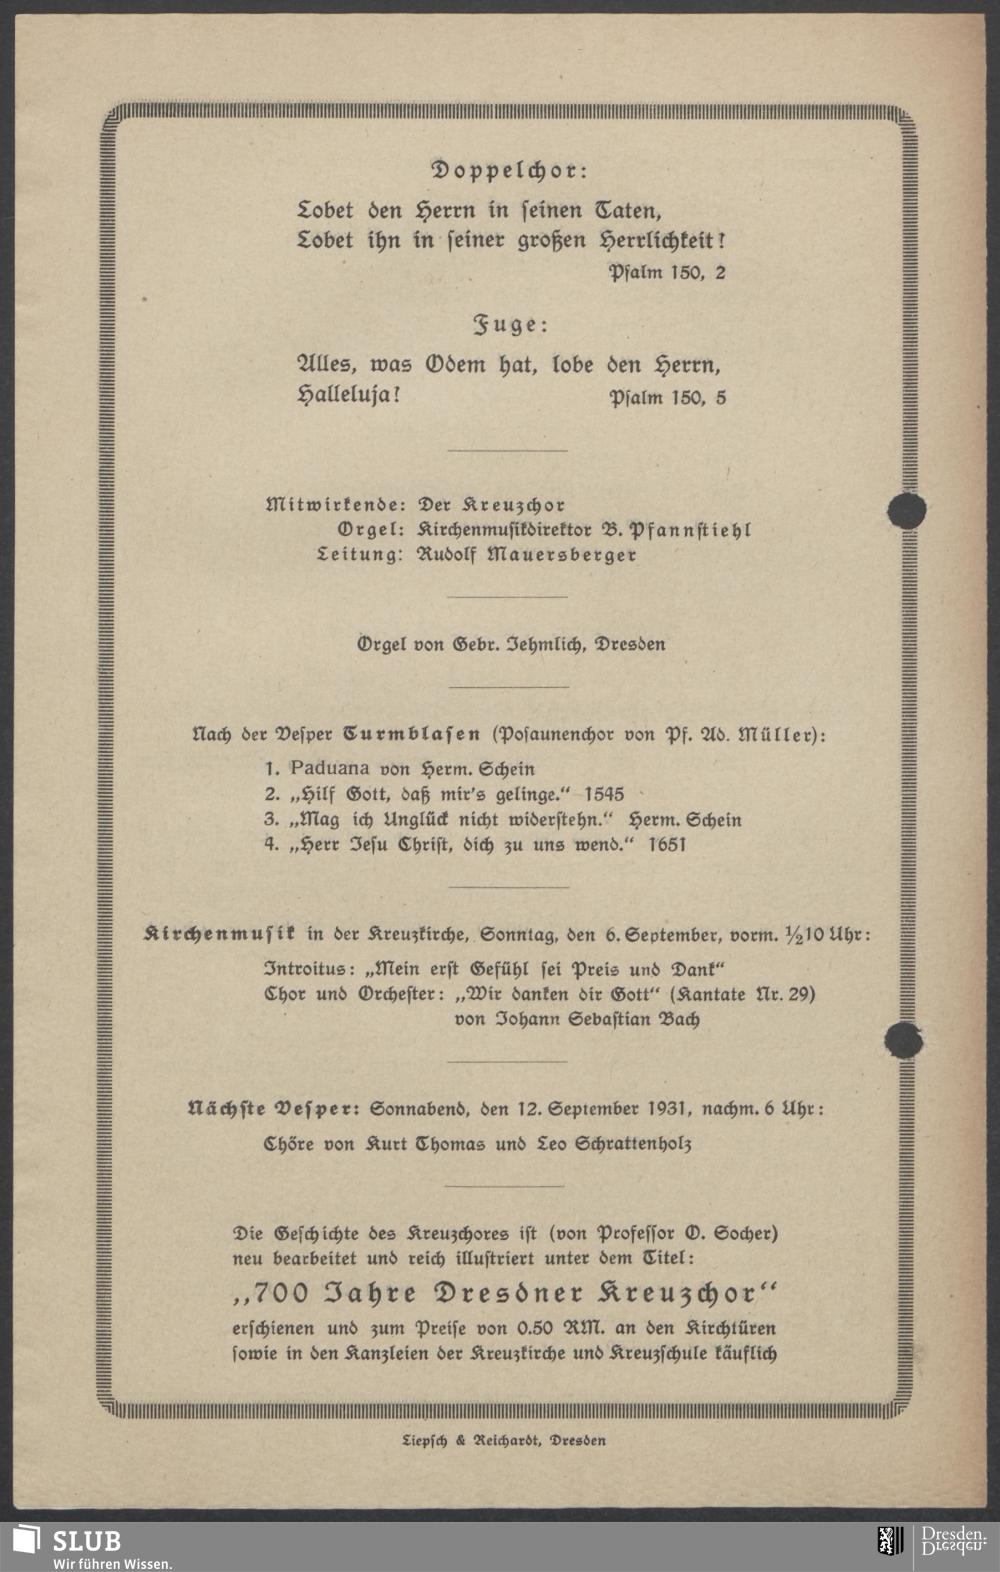 Doppelchor:
Lobet den Herrn in seinen Taten,
Lobet ihn in seiner großen Herrlichkeit!
Psalm 150, 2
Fuge:
Alles, was Odem hat, lobe den Herrn,
Halleluja! Psalm 150, 5
Mitwirkende: Der Kreuzchor
Orgel: Kirchenmusikdirektor B. Pfannstiehl
Leitung: Rudolf Mauersberger
Orgel von Gebr. Jehmlich, Dresden
Nach der Vesper Turmblasen (Posaunenchor von Pf. Ad. Müller):
1. Paduana von Herm. Schein
2. „Hilf Gott, daß mir's gelinge.“ 1545
3. „Mag ich Unglück nicht widerstehn.“ Herm. Schein
4. „Herr Jesu Christ, dich zu uns wend.“ 1651
Kirchenmusik in der Kreuzkirche, Sonntag, den 6. September, vorm. ½10 Uhr:
Introitus: „Mein erst Gefühl sei Preis und Dank“
Chor und Orchester: „Wir danken dir Gott“ (Kantate Nr. 29)
von Johann Sebastian Bach
Nächste Vesper: Sonnabend, den 12. September 1931, nachm. 6 Uhr:
Chöre von Kurt Thomas und Leo Schrattenholz
Die Geschichte des Kreuzchores ist (von Professor O. Socher)
neu bearbeitet und reich illustriert unter dem Titel:
„700 Jahre Dresdner Kreuzchor“
erschienen und zum Preise von 0.50 RM. an den Kirchtüren
sowie in den Kanzleien der Kreuzkirche und Kreuzschule käuflich
Liepsch & Reichardt, Dresden
SLUB
Wir führen Wissen.
Dresden.
Dresden.